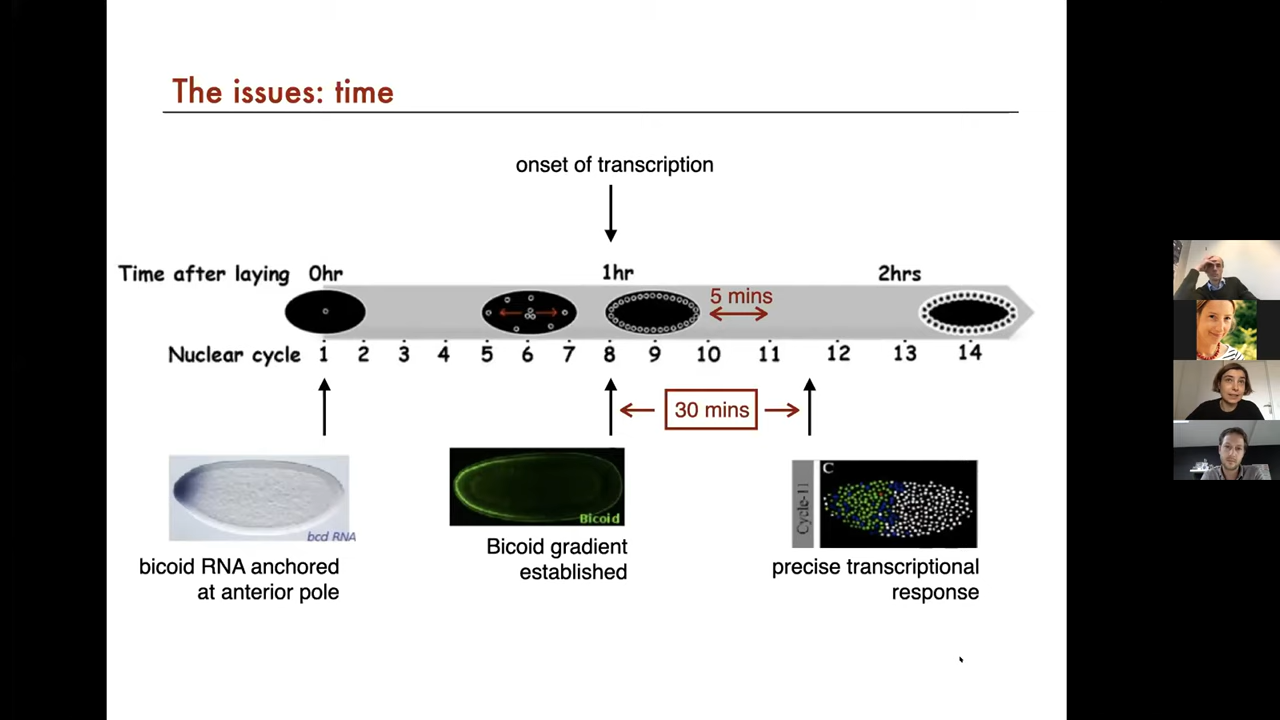 The issues: time
onset of transcription
Time after laying 0hr 1hr 2hrs
5 mins
Nuclear cycle 1 2 3 4 5 6 7 8 9 10 11 12 13 14
30 mins
bcd RNA
Bicoid
C
Cycle-11
bicoid RNA anchored
at anterior pole
Bicoid gradient
established
precise transcriptional
response